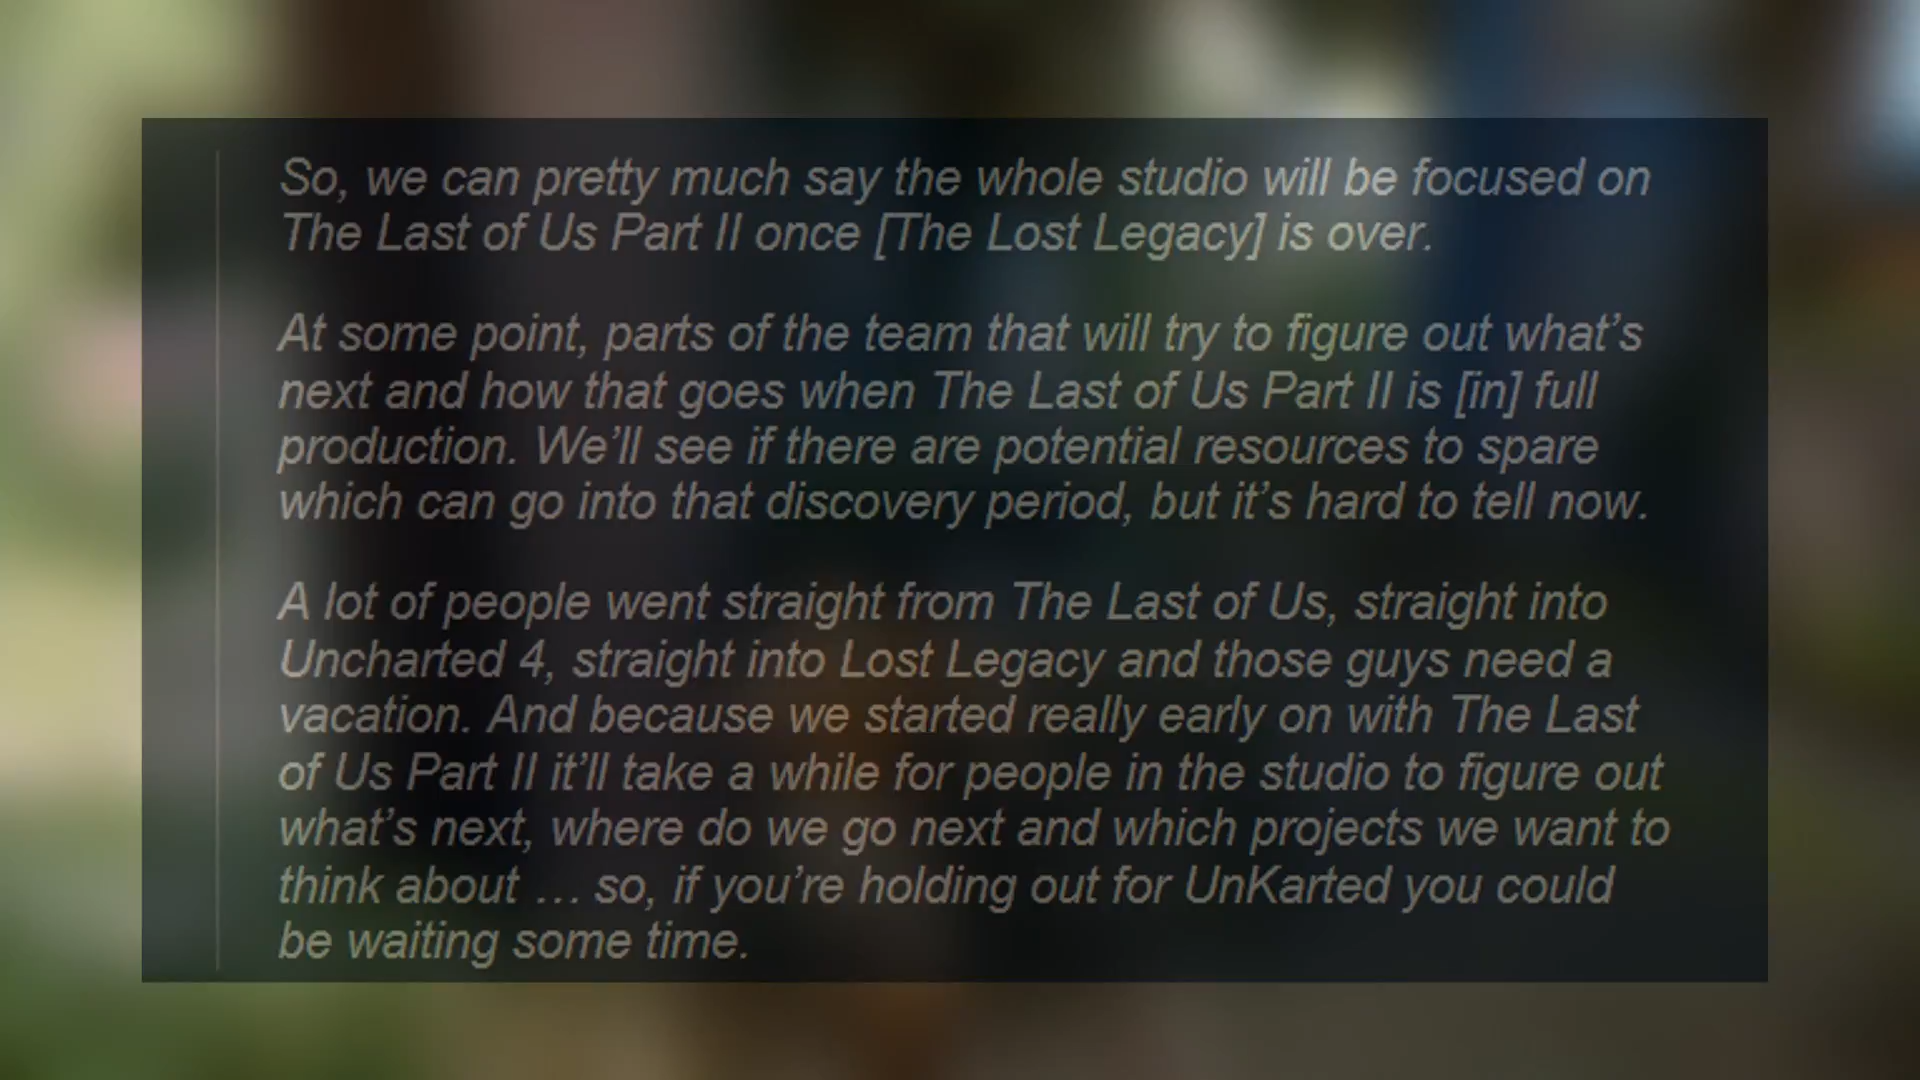 So, we can pretty much say the whole studio will be focused on
The Last of Us Part II once [The Lost Legacy] is over.
At some point, parts of the team that will try to figure out what’s
next and how that goes when The Last of Us Part II is [in] full
production. We’ll see if there are potential resources to spare
which can go into that discovery period, but it’s hard to tell now.
A lot of people went straight from The Last of Us, straight into
Uncharted 4, straight into Lost Legacy and those guys need a
vacation. And because we started really early on with The Last
of Us Part II it’ll take a while for people in the studio to figure out
what’s next, where do we go next and which projects we want to
think about … so, if you’re holding out for UnKarted you could
be waiting some time.